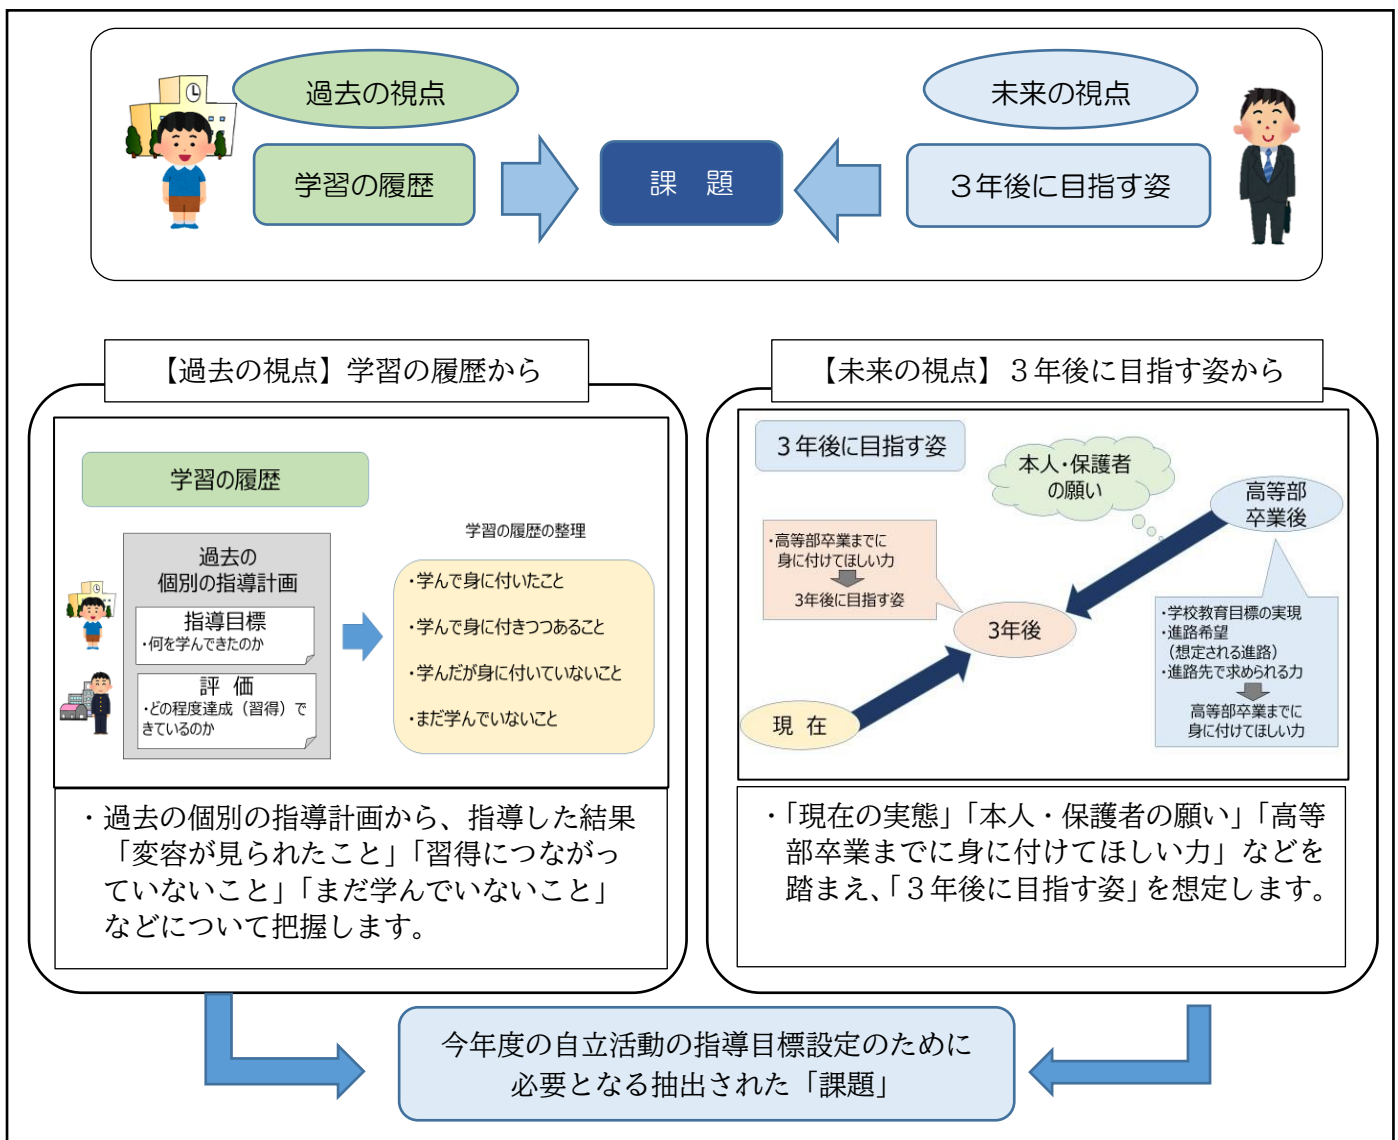 過去の視点
未来の視点
学習の履歴
課 題
３年後に目指す姿
【過去の視点】学習の履歴から
学習の履歴
過去の
個別の指導計画
指導目標
・何を学んできたのか
評 価
・どの程度達成（習得）で
きているのか
学習の履歴の整理
・学んで身に付いたこと
・学んで身に付きつつあること
・学んだが身に付いていないこと
・まだ学んでいないこと
・過去の個別の指導計画から、指導した結果
「変容が見られたこと」「習得につながっ
ていないこと」「まだ学んでいないこと」
などについて把握します。
【未来の視点】３年後に目指す姿から
３年後に目指す姿
本人・保護者
の願い
高等部
卒業後
・高等部卒業までに
身に付けてほしい力
3年後に目指す姿
3年後
現 在
・学校教育目標の実現
・進路希望
（想定される進路）
・進路先で求められる力
高等部卒業までに
身に付けてほしい力
・「現在の実態」「本人・保護者の願い」「高等
部卒業までに身に付けてほしい力」などを
踏まえ、「３年後に目指す姿」を想定します。
今年度の自立活動の指導目標設定のために
必要となる抽出された「課題」